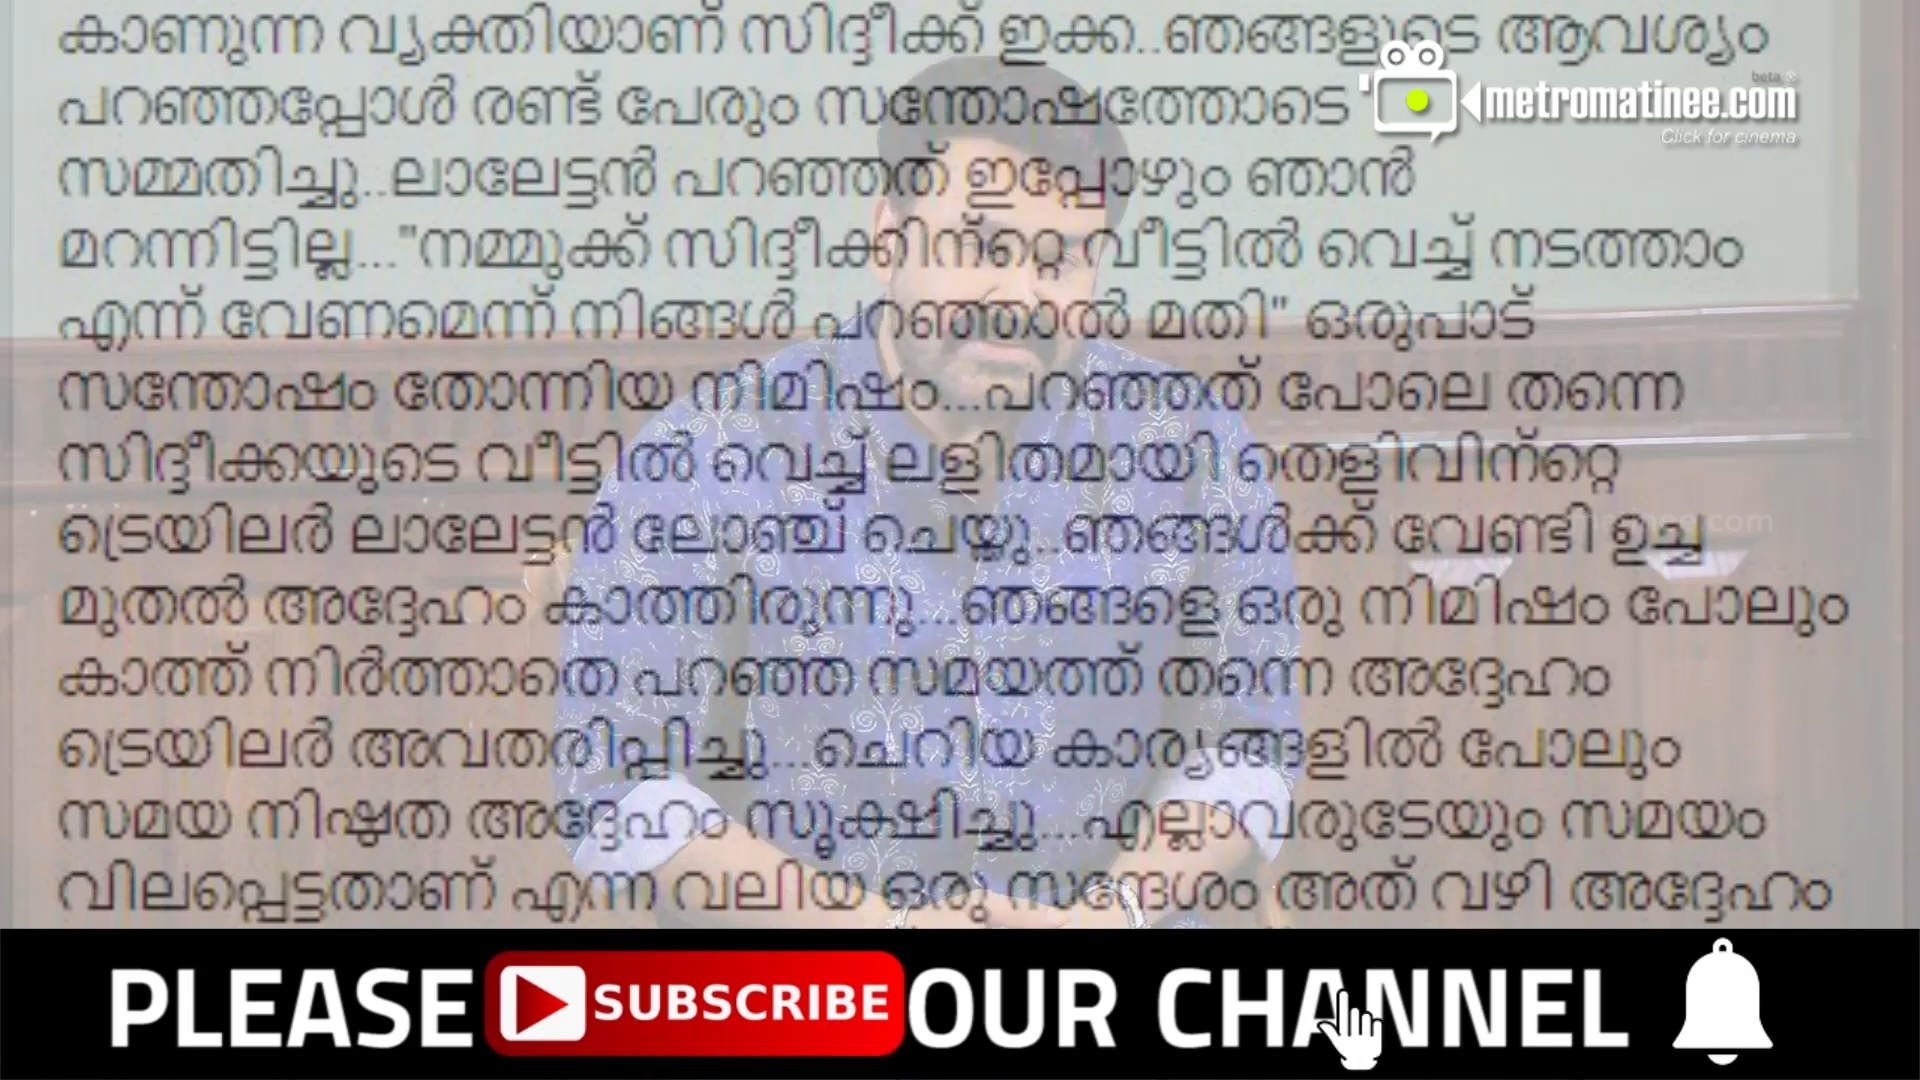 കാണുന്ന വ്യക്തിയാണ് സിദ്ദീക്ക് ഇക്ക..ഞങ്ങളുടെ ആവശ്യം
പറഞ്ഞപ്പോൾ രണ്ട് പേരും സന്തോഷത്തോടെ
beta
metromatinee.com
Click for cinema
സമ്മതിച്ചു..ലാലേട്ടൻ പറഞ്ഞത് ഇപ്പോഴും ഞാൻ
മറന്നിട്ടില്ല..."നമ്മുക്ക് സിദ്ദീക്കിന്റെ വീട്ടിൽ വെച്ച് നടത്താം
എന്ന് വേണമെന്ന് നിങ്ങൾ പറഞ്ഞാൽ മതി" ഒരുപാട്
സന്തോഷം തോന്നിയ നിമിഷം...പറഞ്ഞത് പോലെ തന്നെ
സിദ്ദീക്കയുടെ വീട്ടിൽ വെച്ച് ലളിതമായി തെളിവിന്റെ
ട്രെയിലർ ലാലേട്ടൻ ലോഞ്ച് ചെയ്തു..ഞങ്ങൾക്ക് വേണ്ടി ഉച്ച
മുതൽ അദ്ദേഹം കാത്തിരുന്നു...ഞങ്ങളെ ഒരു നിമിഷം പോലും
കാത്ത് നിർത്താതെ പറഞ്ഞ സമയത്ത് തന്നെ അദ്ദേഹം
ട്രെയിലർ അവതരിപ്പിച്ചു...ചെറിയ കാര്യങ്ങളിൽ പോലും
സമയ നിഷ്ഠത അദ്ദേഹം സൂക്ഷിച്ചു...എല്ലാവരുടേയും സമയം
വിലപ്പെട്ടതാണ് എന്ന വലിയ ഒരു സന്ദേശം അത് വഴി അദ്ദേഹം
PLEASE SUBSCRIBE OUR CHANNEL